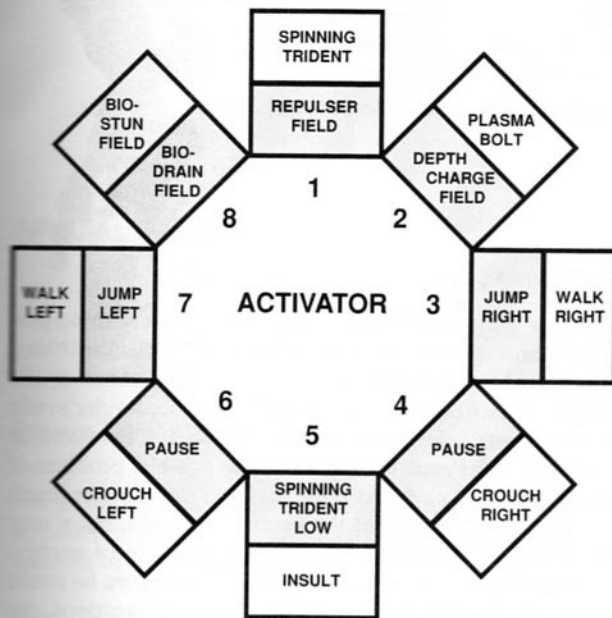 SPINNING
TRIDENT
REPULSER
FIELD
1
PLASMA
BOLT
DEPTH
CHARGE
FIELD
2
BIO-
STUN
FIELD
BIO-
DRAIN
FIELD
8
WALK
LEFT
JUMP
LEFT
7
ACTIVATOR
3
JUMP
RIGHT
WALK
RIGHT
6
PAUSE
CROUCH
LEFT
5
SPINNING
TRIDENT
LOW
INSULT
4
PAUSE
CROUCH
RIGHT